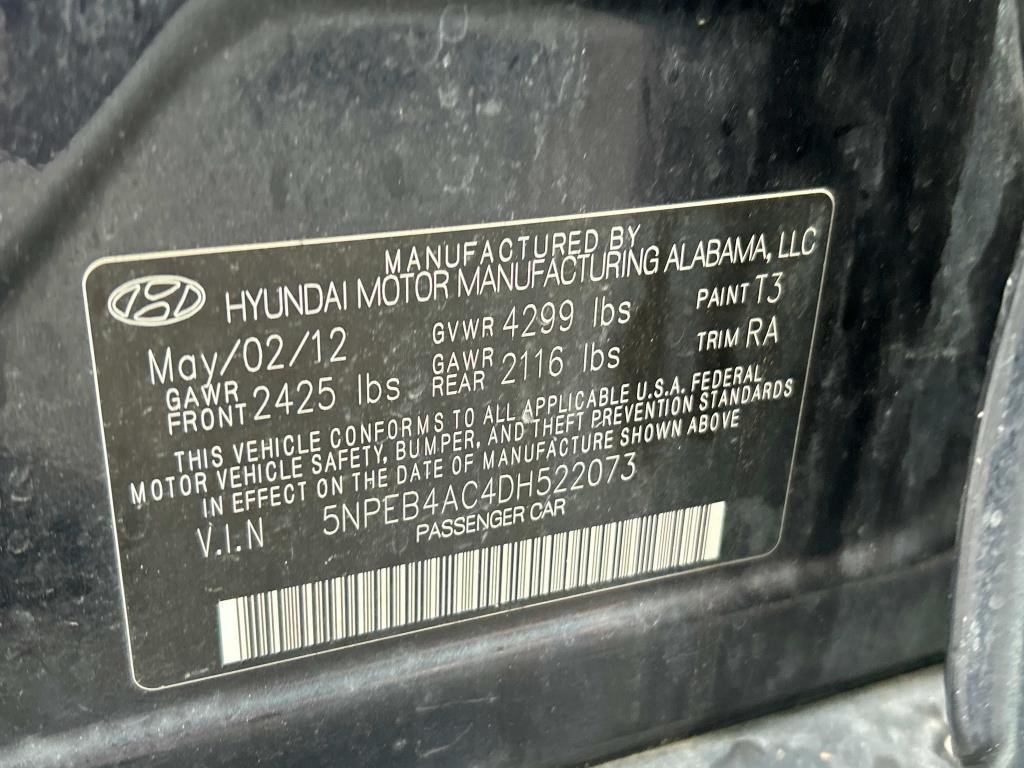 MANUFACTURED BY
HYUNDAI MOTOR MANUFACTURING ALABAMA, LLC
May/02/12 GVWR 4299 lbs PAINT T3
GAWR FRONT 2425 lbs GAWR REAR 2116 lbs TRIM RA
THIS VEHICLE CONFORMS TO ALL APPLICABLE U.S.A. FEDERAL
MOTOR VEHICLE SAFETY, BUMPER, AND THEFT PREVENTION STANDARDS
IN EFFECT ON THE DATE OF MANUFACTURE SHOWN ABOVE
V.I.N 5NPEB4AC4DH522073
PASSENGER CAR